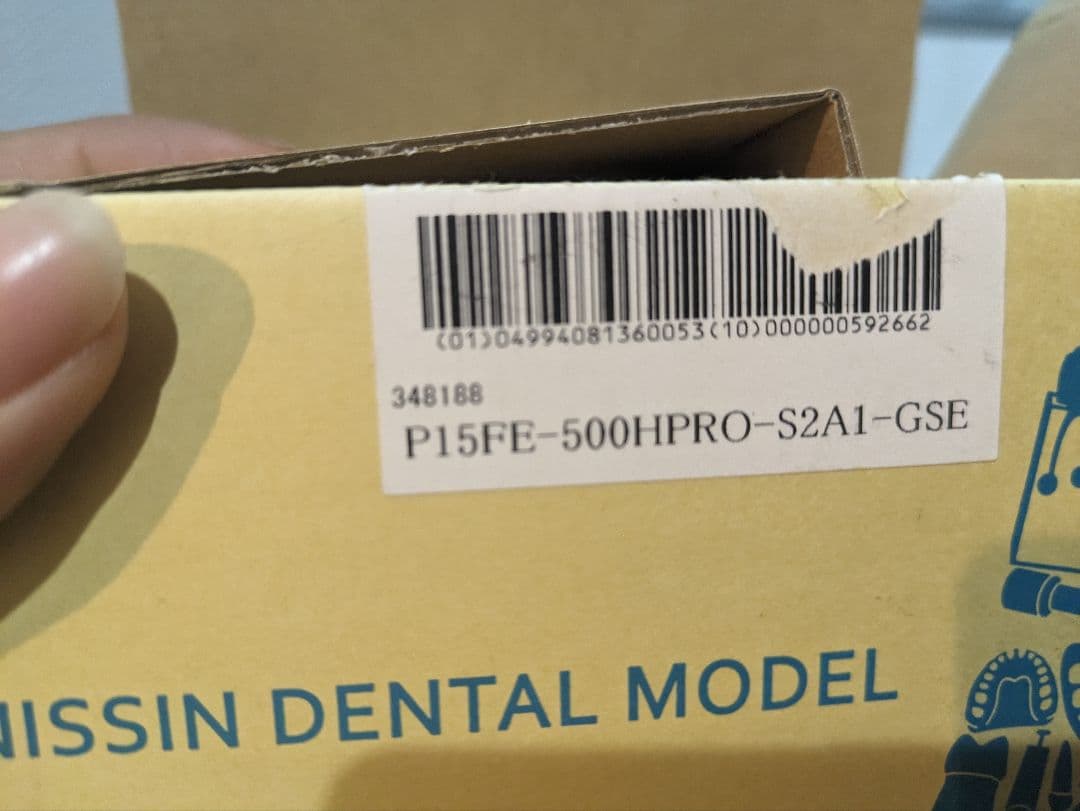 (01)04994081360053(10)000000592662
348188
P15FE-500HPRO-S2A1-GSE
NISSIN DENTAL MODEL